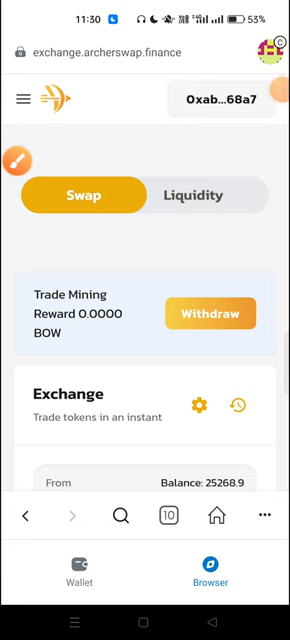 11:30
53%
exchange.archerswap.finance
C
0xab...68a7
Swap
Liquidity
Trade Mining
Reward 0.0000
BOW
Withdraw
Exchange
Trade tokens in an instant
From
Balance: 25268.9
10
Wallet
Browser